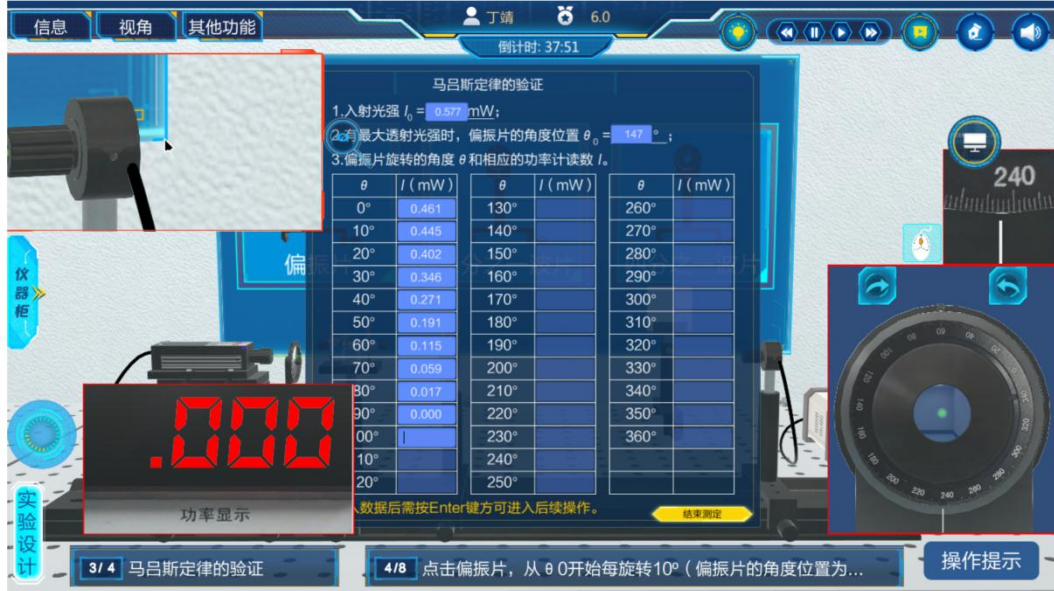 信息
视角
其他功能
丁靖
6.0
倒计时: 37:51
马吕斯定律的验证
1.入射光强 I₀ = 0.577 mW;
2.有最大透射光强时，偏振片的角度位置 θ₀ = 147 °;
3.偏振片旋转的角度 θ 和相应的功率计读数 I。
θ I(mW) θ I(mW) θ I(mW)
0° 0.461 130° 260°
10° 0.445 140° 270°
20° 0.402 150° 280°
30° 0.346 160° 290°
40° 0.271 170° 300°
50° 0.191 180° 310°
60° 0.115 190° 320°
70° 0.059 200° 330°
80° 0.017 210° 340°
90° 0.000 220° 350°
00° 230° 360°
10° 240°
20° 250°
数据后需按Enter键方可进入后续操作。
结束测定
仪器柜
偏
240
.000
功率显示
实验设计
3/4 马吕斯定律的验证
4/8 点击偏振片，从 θ 0开始每旋转10°（偏振片的角度位置为...
操作提示